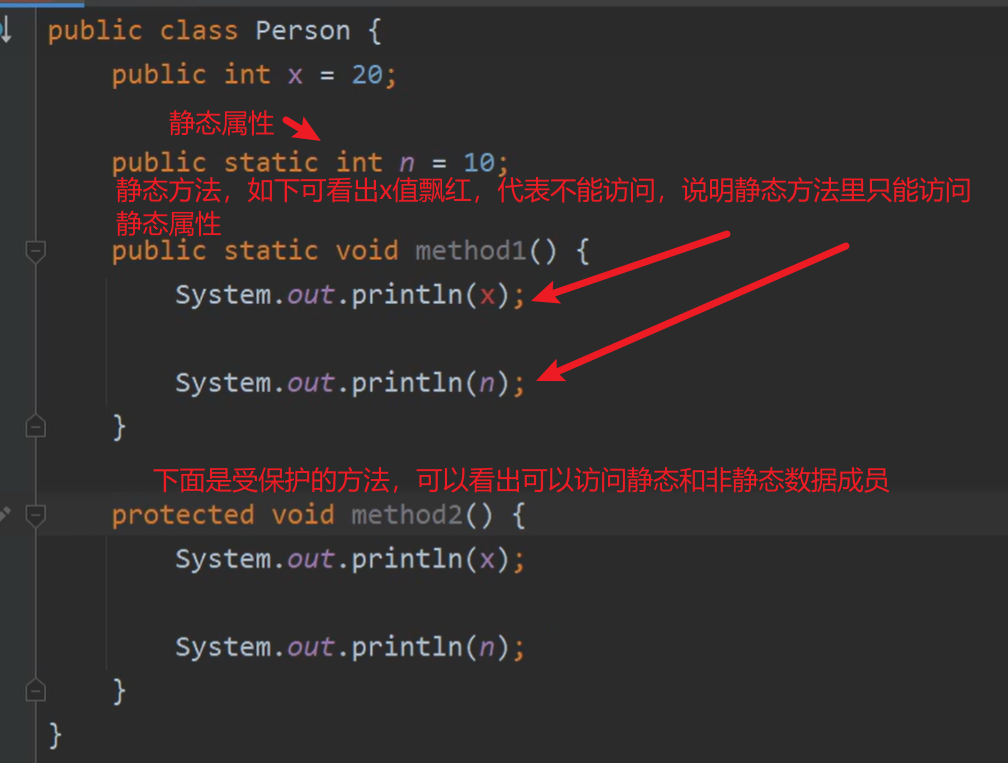 public class Person {
public int x = 20;
静态属性
public static int n = 10;
静态方法，如下可看出x值飘红，代表不能访问，说明静态方法里只能访问
静态属性
public static void method1() {
System.out.println(x);
System.out.println(n);
}
下面是受保护的方法，可以看出可以访问静态和非静态数据成员
protected void method2() {
System.out.println(x);
System.out.println(n);
}
}